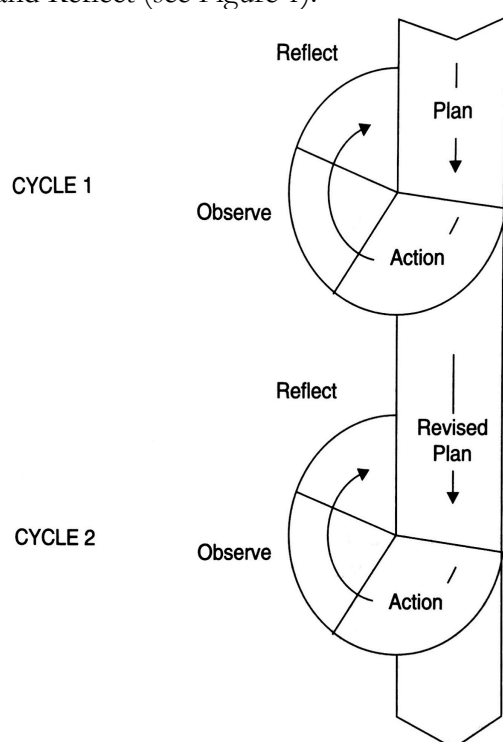 and Reflect (see Figure 1).
Reflect
Plan
CYCLE 1
Observe
Action
Reflect
Revised
Plan
CYCLE 2
Observe
Action